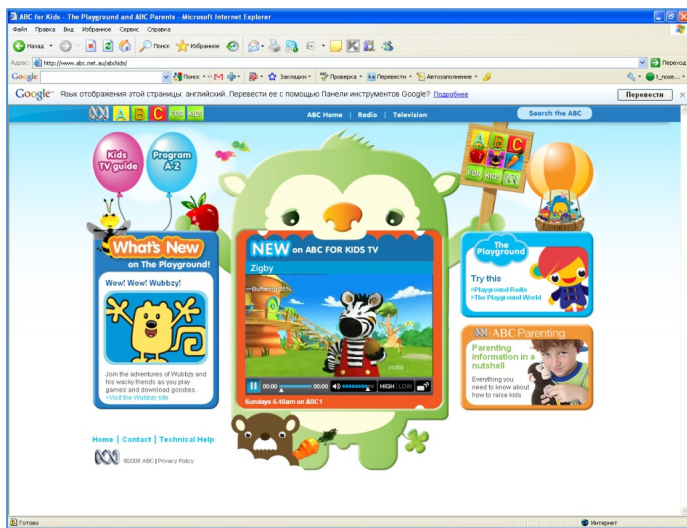 ABC for Kids - The Playground and ABC Parents - Microsoft Internet Explorer
Файл Правка Вид Избранное Сервис Справка
Назад Поиск Избранное
Адрес: http://www.abc.net.au/abckids/ Переход
Google Поиск Закладки Проверка Перевести Автозаполнение
Google Язык отображения этой страницы: английский. Перевести ее с помощью Панели инструментов Google? Подробнее Перевести
A B C FOR KIDS
ABC Home | Radio | Television
Search the ABC
Kids
TV guide
Program
A-Z
A B C
FOR KIDS
What's New
on The Playground!
Wow! Wow! Wubbzy!
Join the adventures of Wubbzy and
his wacky friends as you play
games and download goodies.
>Visit the Wubbzy site
NEW on ABC FOR KIDS TV
Zigby
Buffering 35%
00:00 00:00 HIGH LOW
Sundays 6.40am on ABC1
The
Playground
Try this
>Playground Radio
>The Playground World
ABC Parenting
Parenting
information in a
nutshell
Everything you
need to know about
how to raise kids
Home | Contact | Technical Help
©2008 ABC | Privacy Policy
Готово Интернет